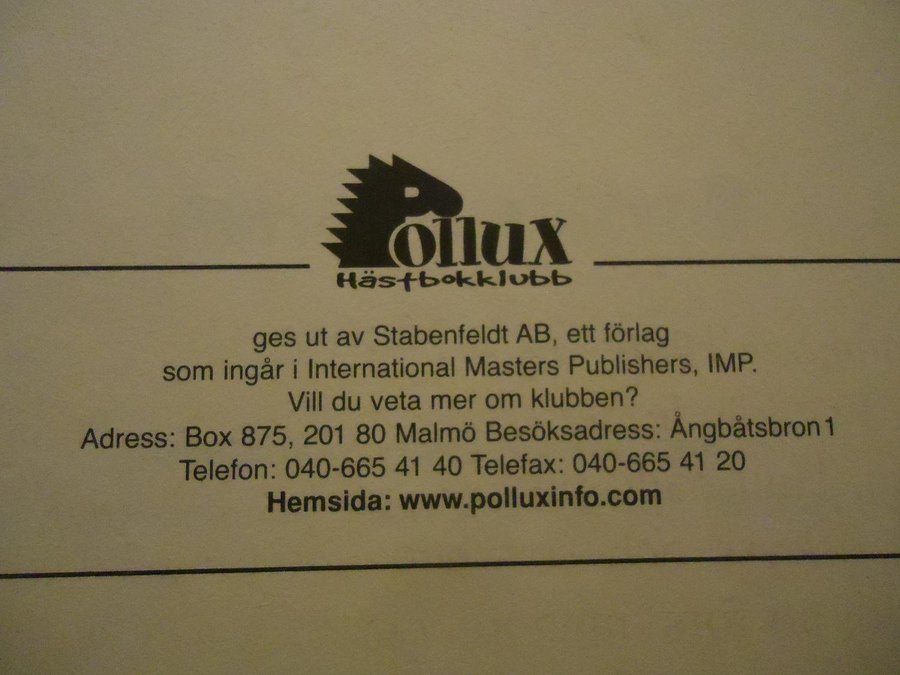 Pollux
Hästbokklubb
ges ut av Stabenfeldt AB, ett förlag
som ingår i International Masters Publishers, IMP.
Vill du veta mer om klubben?
Adress: Box 875, 201 80 Malmö Besöksadress: Ångbåtsbron1
Telefon: 040-665 41 40 Telefax: 040-665 41 20
Hemsida: www.polluxinfo.com